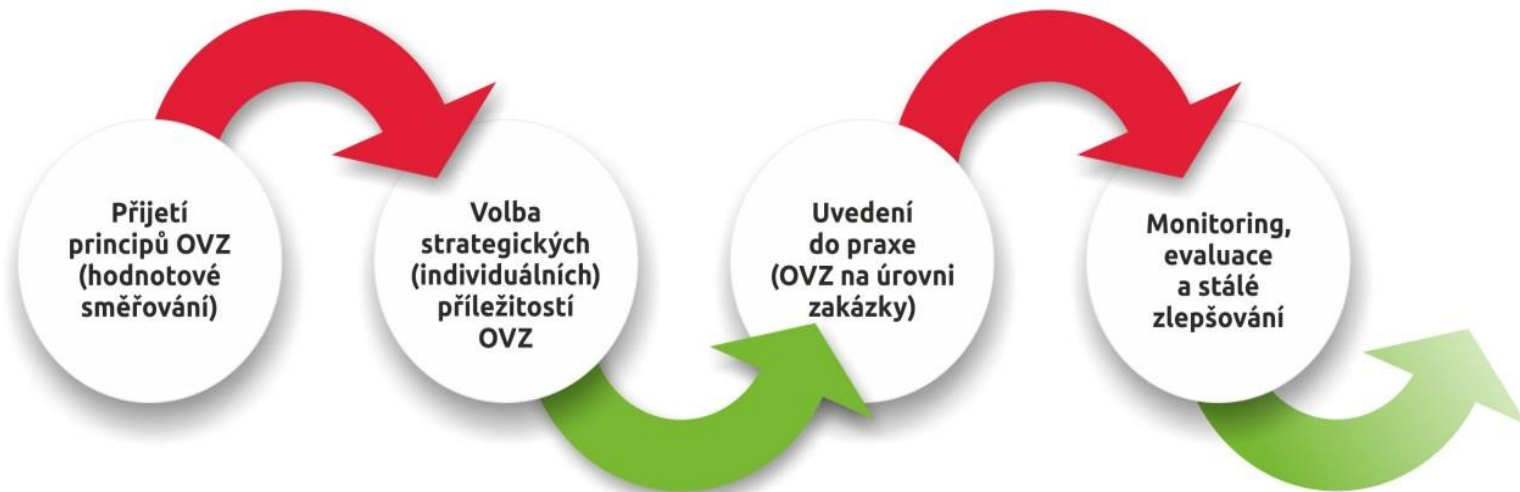 Přijetí
principů OVZ
(hodnotové
směřování)
Volba
strategických
(individuálních)
příležitostí
OVZ
Uvedení
do praxe
(OVZ na úrovni
zakázky)
Monitoring,
evaluace
a stálé
zlepšování